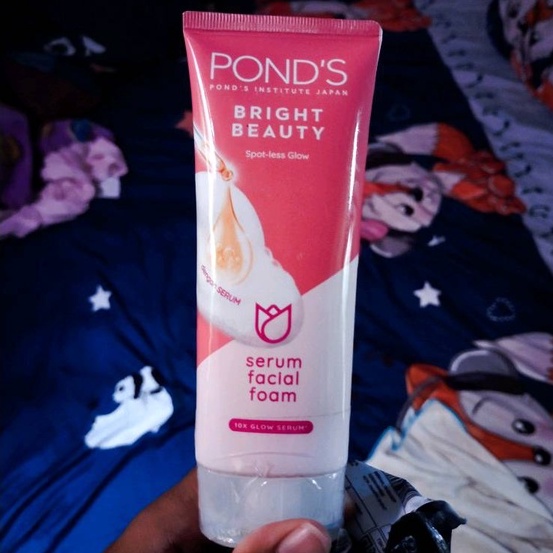 POND'S
POND'S INSTITUTE JAPAN
BRIGHT
BEAUTY
Spot-less Glow
SERUM
serum
facial
foam
10X GLOW SERUM*